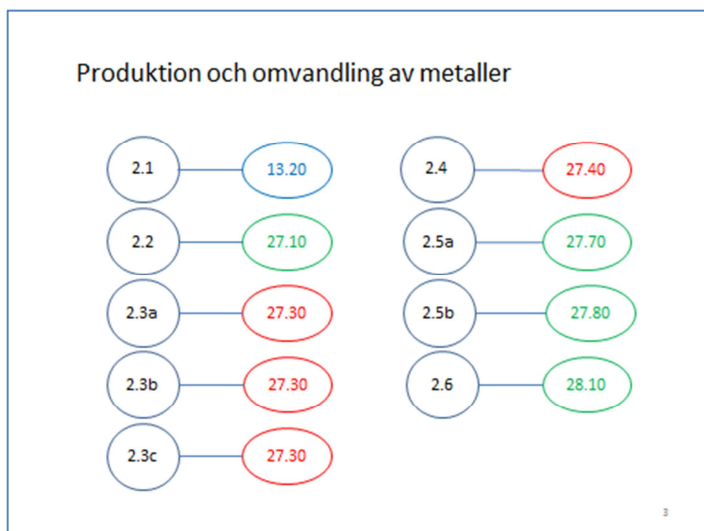 Produktion och omvandling av metaller
2.1 13.20
2.2 27.10
2.3a 27.30
2.3b 27.30
2.3c 27.30
2.4 27.40
2.5a 27.70
2.5b 27.80
2.6 28.10
3